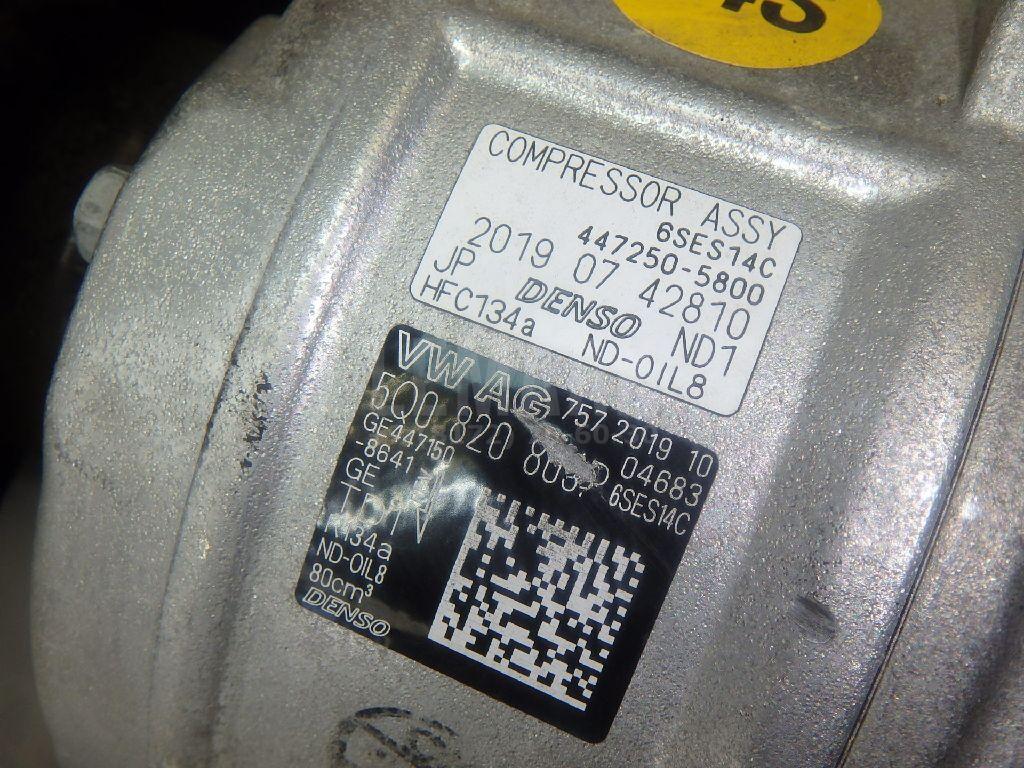 4S
COMPRESSOR ASSY
6SES14C
447250-5800
2019 07 42810
JP DENSO ND1
HFC134a ND-OIL8
VW AG 757 2019 10
5Q0 820 04683
GE447150 6SES14C
-8641
GE
R134a
ND-OIL8
80cm³
DENSO